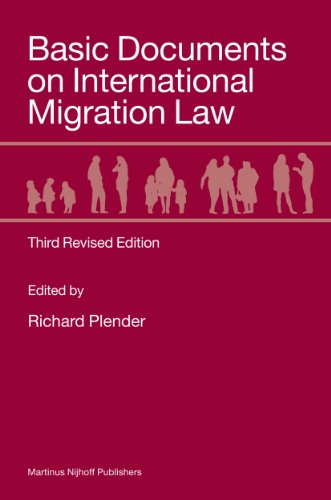 Basic Documents
on International
Migration Law
Third Revised Edition
Edited by
Richard Plender
Martinus Nijhoff Publishers